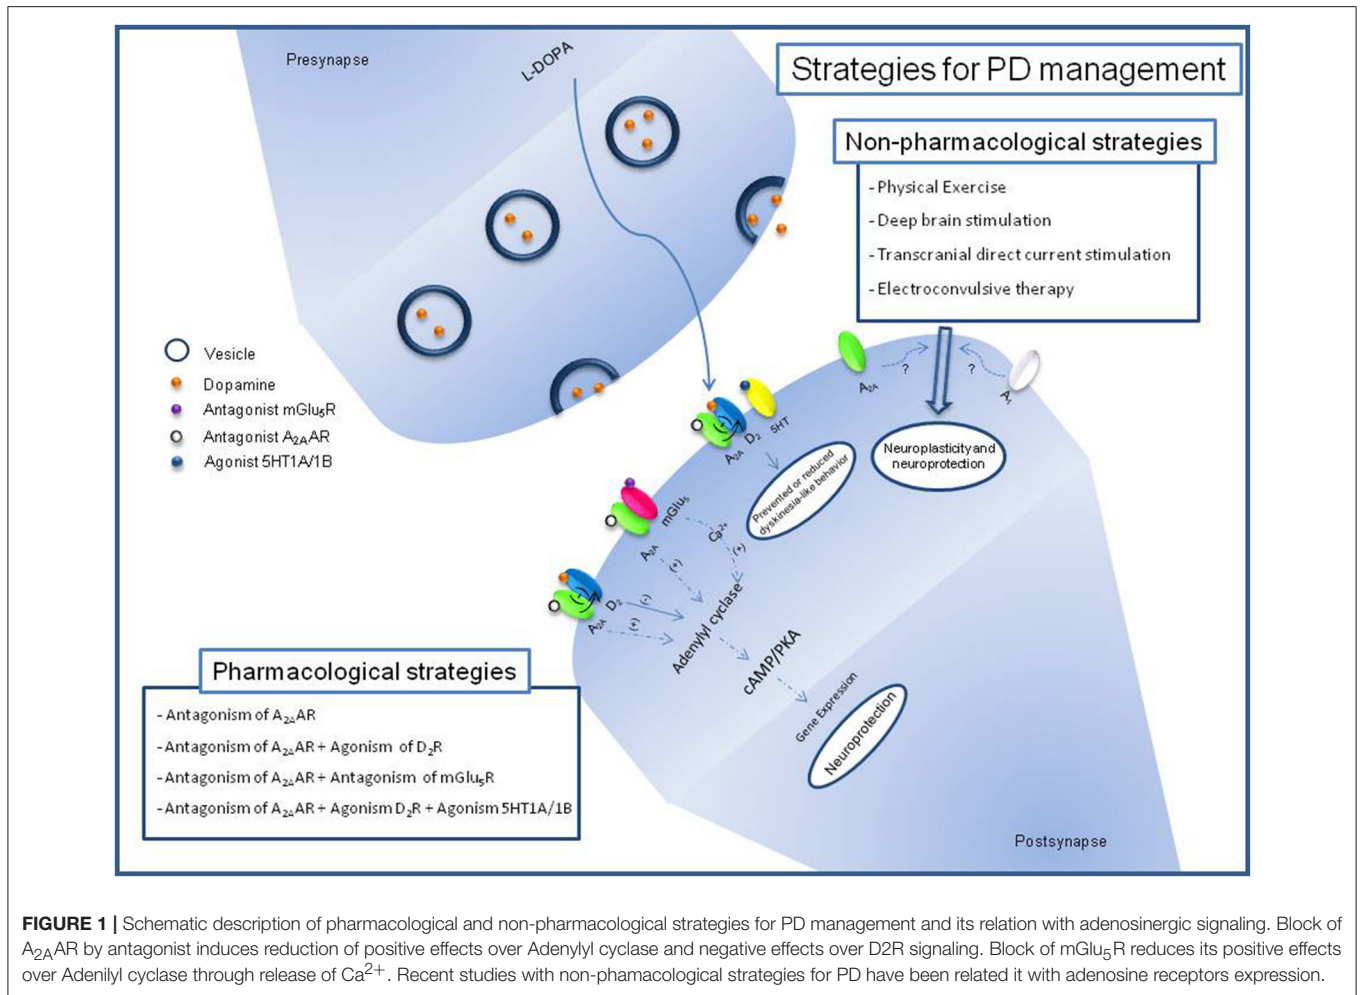 Strategies for PD management
Presynapse
L-DOPA
Non-pharmacological strategies
- Physical Exercise
- Deep brain stimulation
- Transcranial direct current stimulation
- Electroconvulsive therapy
Vesicle
Dopamine
Antagonist mGlu₅R
Antagonist A₂ₐAR
Agonist 5HT1A/1B
A₂ₐ
?
?
A₁
A₂ₐ
D₂
5HT
Neuroplasticity and
neuroprotection
Prevented or reduced
dyskinesia-like behavior
mGlu₅
A₂ₐ
Ca²⁺
(+)
(+)
(-)
D₂
(-)
A₂ₐ
(+)
Adenylyl cyclase
cAMP/PKA
Gene Expression
Neuroprotection
Pharmacological strategies
- Antagonism of A₂ₐAR
- Antagonism of A₂ₐAR + Agonism of D₂R
- Antagonism of A₂ₐAR + Antagonism of mGlu₅R
- Antagonism of A₂ₐAR + Agonism D₂R + Agonism 5HT1A/1B
Postsynapse
FIGURE 1 | Schematic description of pharmacological and non-pharmacological strategies for PD management and its relation with adenosinergic signaling. Block of
A₂ₐAR by antagonist induces reduction of positive effects over Adenylyl cyclase and negative effects over D2R signaling. Block of mGlu₅R reduces its positive effects
over Adenilyl cyclase through release of Ca²⁺. Recent studies with non-phamacological strategies for PD have been related it with adenosine receptors expression.